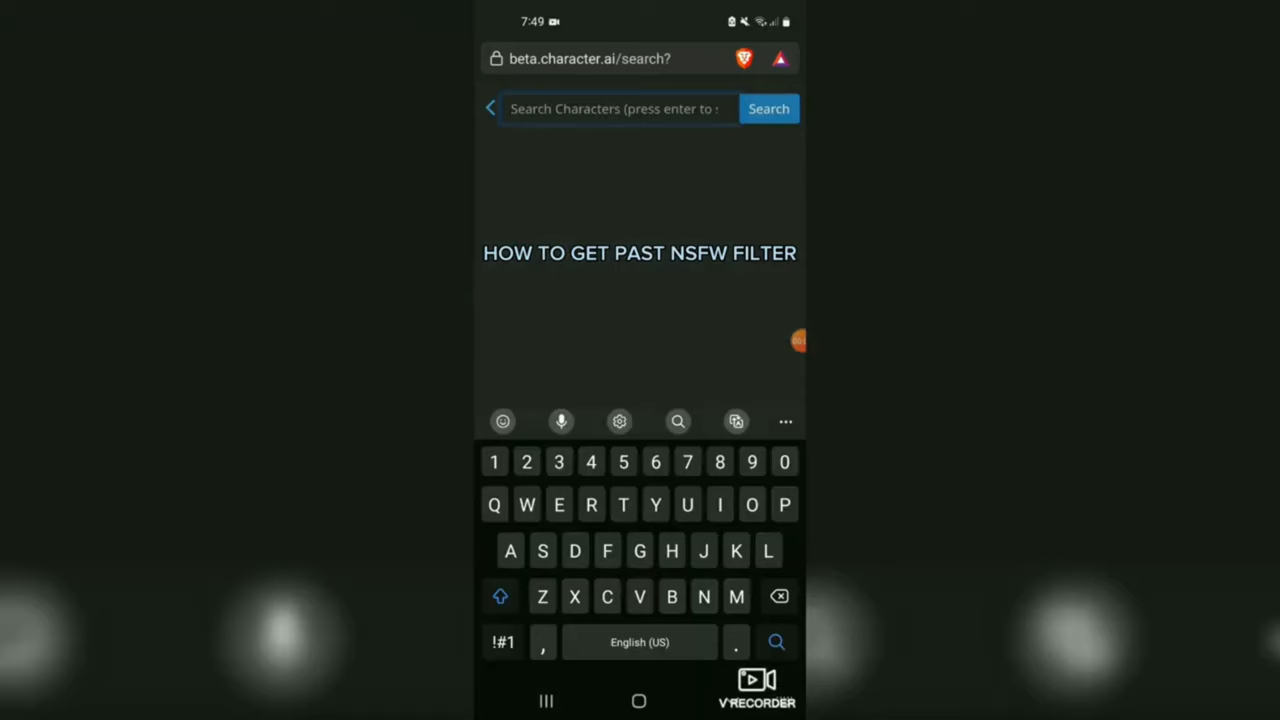 7:49
beta.character.ai/search?
Search Characters (press enter to s
Search
HOW TO GET PAST NSFW FILTER
1 2 3 4 5 6 7 8 9 0
Q W E R T Y U I O P
A S D F G H J K L
Z X C V B N M
!#1 , English (US) .
V RECORDER